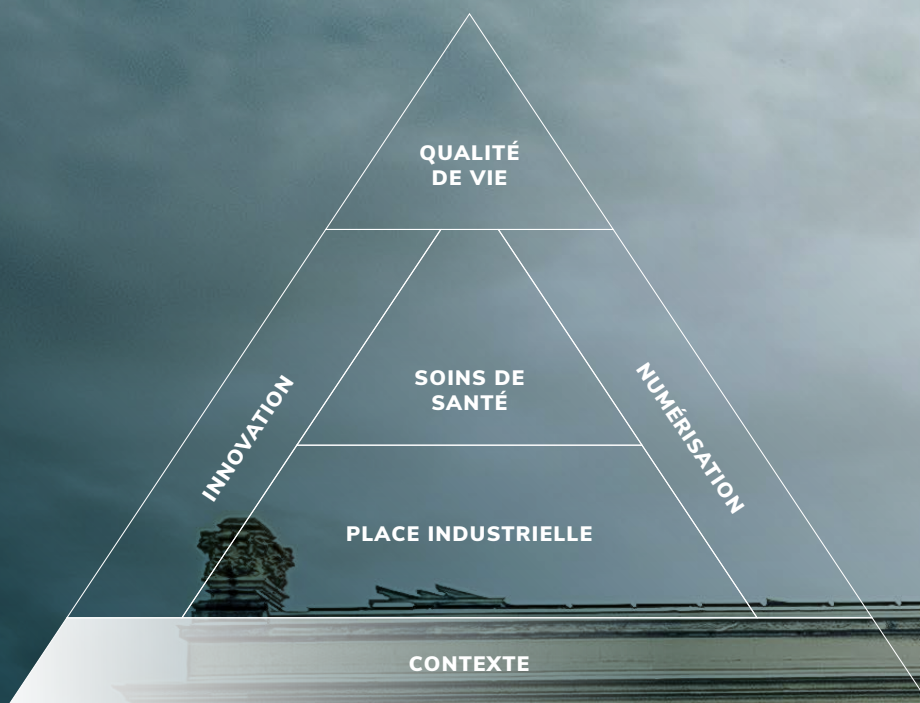 QUALITÉ
DE VIE
SOINS DE
SANTÉ
INNOVATION
NUMÉRISATION
PLACE INDUSTRIELLE
CONTEXTE